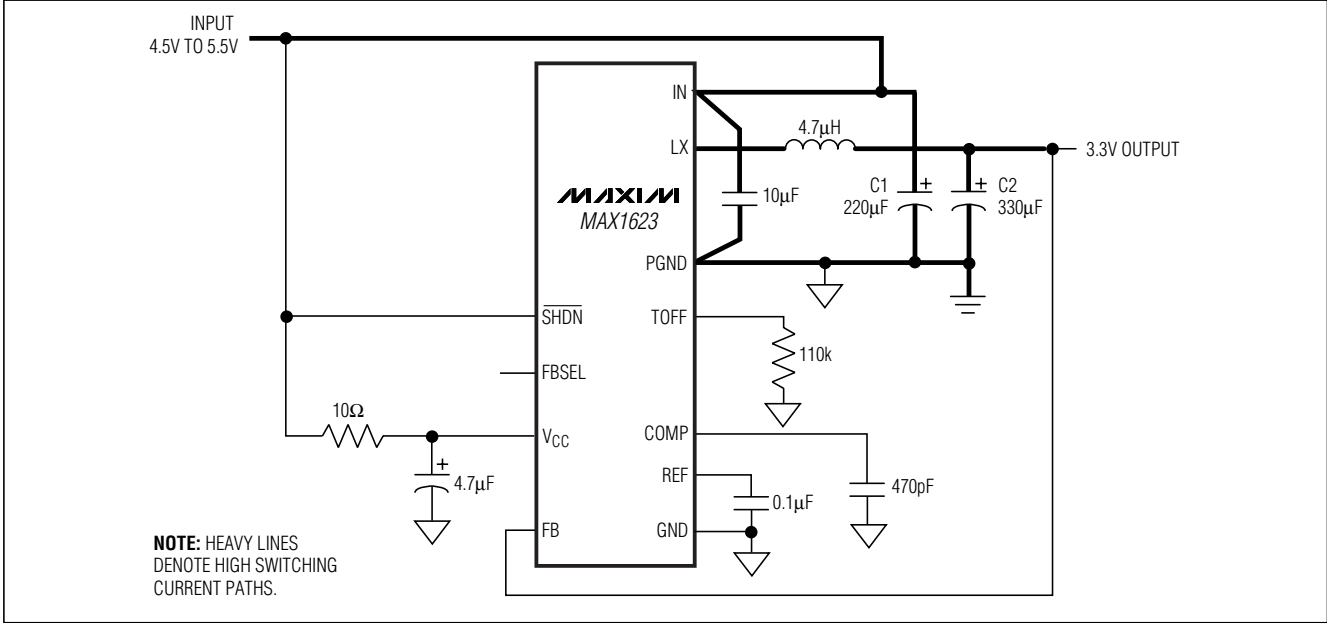 INPUT
4.5V TO 5.5V
IN
LX
4.7μH
3.3V OUTPUT
10μF
C1
220μF
+
+
C2
330μF
MAXIM
MAX1623
PGND
SHDN
TOFF
110k
FBSEL
10Ω
VCC
COMP
+
4.7μF
REF
470pF
0.1μF
FB
GND
NOTE: HEAVY LINES
DENOTE HIGH SWITCHING
CURRENT PATHS.